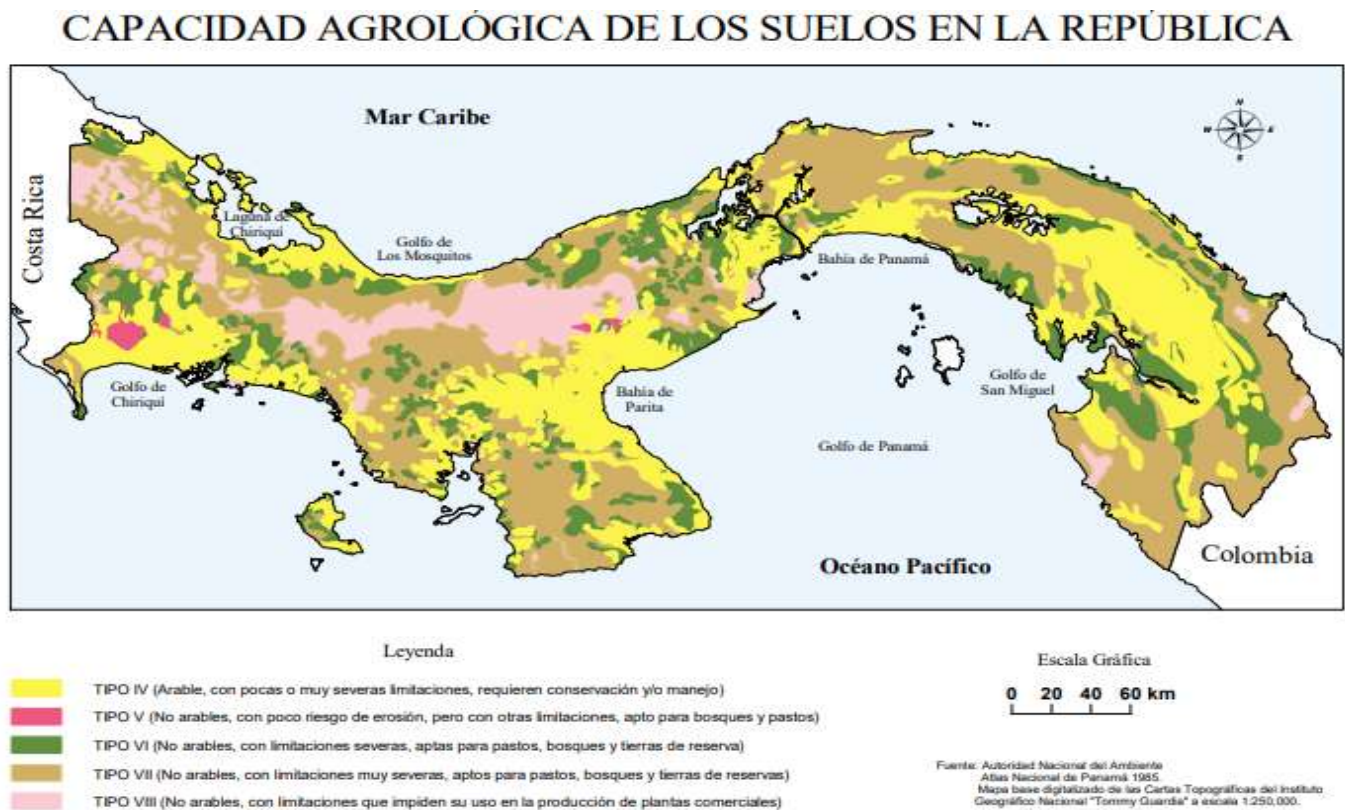 CAPACIDAD AGROLÓGICA DE LOS SUELOS EN LA REPÚBLICA
Mar Caribe
N
W E
S
Costa Rica
Laguna de
Chiriquí
Golfo de
Los Mosquitos
Bahía de Panamá
Golfo de
Chiriquí
Bahía de
Parita
Golfo de
San Miguel
Golfo de Panamá
Océano Pacífico
Colombia
Leyenda
TIPO IV (Arable, con pocas o muy severas limitaciones, requieren conservación y/o manejo)
TIPO V (No arables, con poco riesgo de erosión, pero con otras limitaciones, apto para bosques y pastos)
TIPO VI (No arables, con limitaciones severas, aptas para pastos, bosques y tierras de reserva)
TIPO VII (No arables, con limitaciones muy severas, aptos para pastos, bosques y tierras de reservas)
TIPO VIII (No arables, con limitaciones que impiden su uso en la producción de plantas comerciales)
Escala Gráfica
0 20 40 60 km
Fuente: Autoridad Nacional del Ambiente
Atlas Nacional de Panamá 1985.
Mapa base digitalizado de las Cartas Topográficas del Instituto
Geográfico Nacional "Tommy Guardia" a escala 1:250,000.